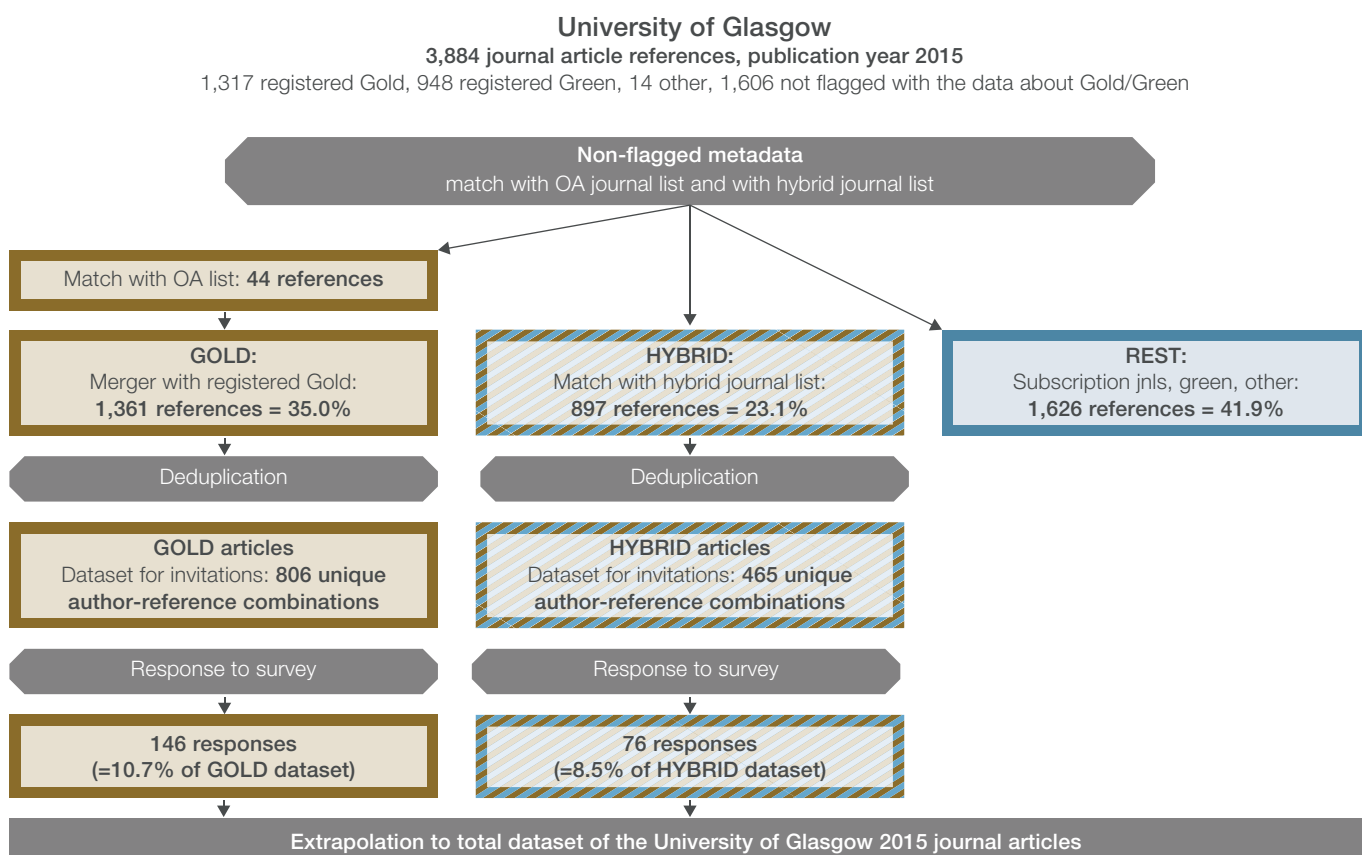 University of Glasgow
3,884 journal article references, publication year 2015
1,317 registered Gold, 948 registered Green, 14 other, 1,606 not flagged with the data about Gold/Green
Non-flagged metadata
match with OA journal list and with hybrid journal list
Match with OA list: 44 references
GOLD:
Merger with registered Gold:
1,361 references = 35.0%
HYBRID:
Match with hybrid journal list:
897 references = 23.1%
REST:
Subscription jnls, green, other:
1,626 references = 41.9%
Deduplication
Deduplication
GOLD articles
Dataset for invitations: 806 unique
author-reference combinations
HYBRID articles
Dataset for invitations: 465 unique
author-reference combinations
Response to survey
Response to survey
146 responses
(=10.7% of GOLD dataset)
76 responses
(=8.5% of HYBRID dataset)
Extrapolation to total dataset of the University of Glasgow 2015 journal articles